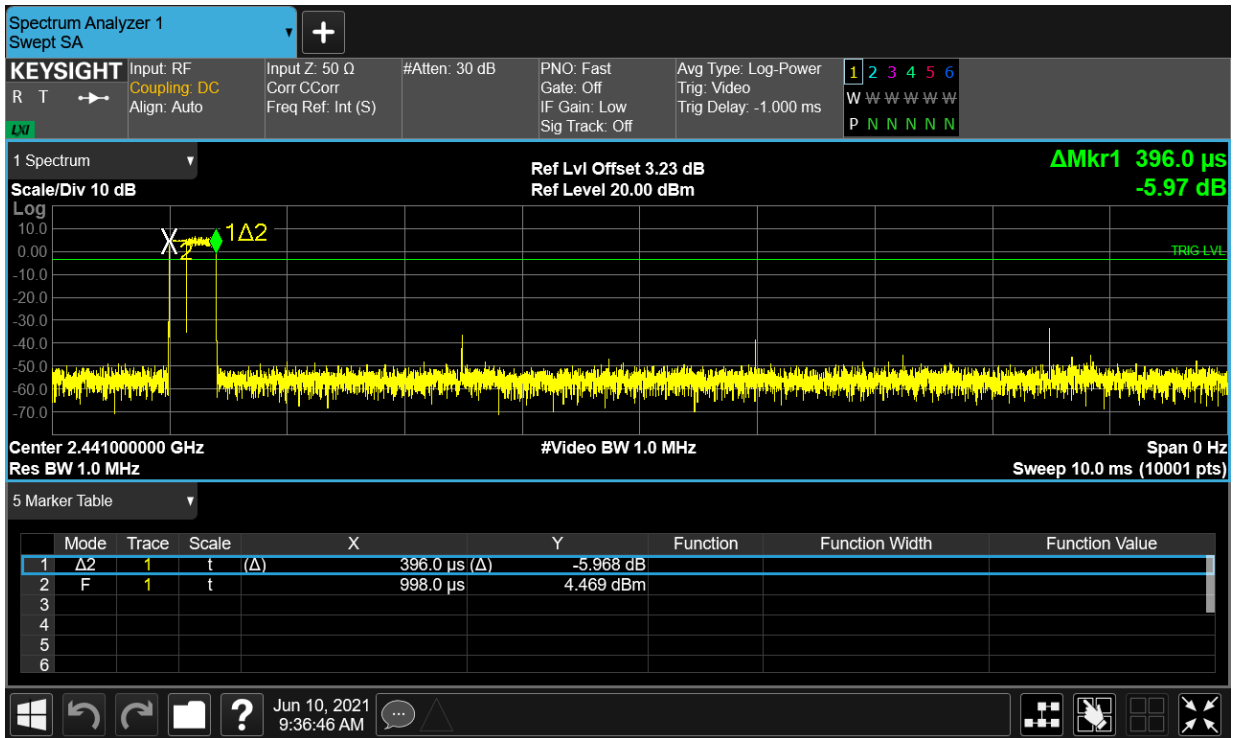 Spectrum Analyzer 1
Swept SA
KEYSIGHT
R T
LXI
Input: RF
Coupling: DC
Align: Auto
Input Z: 50 Ω
Corr CCorr
Freq Ref: Int (S)
#Atten: 30 dB
PNO: Fast
Gate: Off
IF Gain: Low
Sig Track: Off
Avg Type: Log-Power
Trig: Video
Trig Delay: -1.000 ms
1 2 3 4 5 6
W W W W W W
P N N N N N
1 Spectrum
Scale/Div 10 dB
Ref Lvl Offset 3.23 dB
Ref Level 20.00 dBm
ΔMkr1 396.0 µs
-5.97 dB
Log
10.0
0.00
-10.0
-20.0
-30.0
-40.0
-50.0
-60.0
-70.0
X
2
1Δ2
TRIG LVL
Center 2.441000000 GHz
#Video BW 1.0 MHz
Span 0 Hz
Res BW 1.0 MHz
Sweep 10.0 ms (10001 pts)
5 Marker Table
Mode Trace Scale X Y Function Function Width Function Value
1 Δ2 1 t (Δ) 396.0 µs (Δ) -5.968 dB
2 F 1 t 998.0 µs 4.469 dBm
3
4
5
6
?
Jun 10, 2021
9:36:46 AM